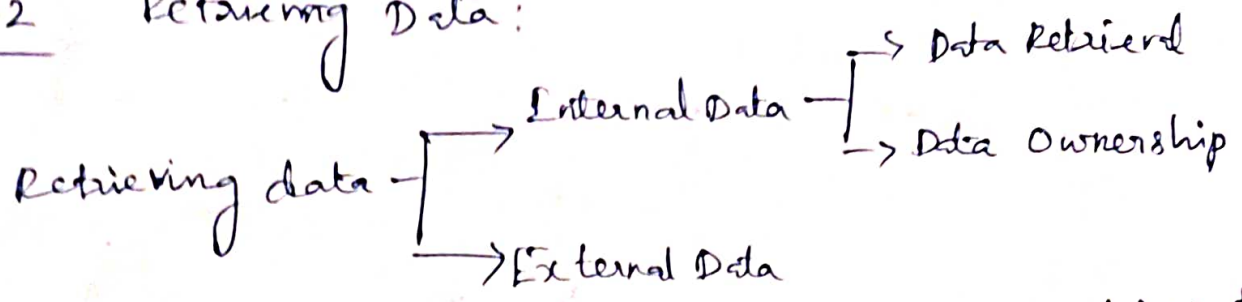 2 Retrieving Data:
Data Retrieval
Internal Data
Data Ownership
Retrieving data
External Data